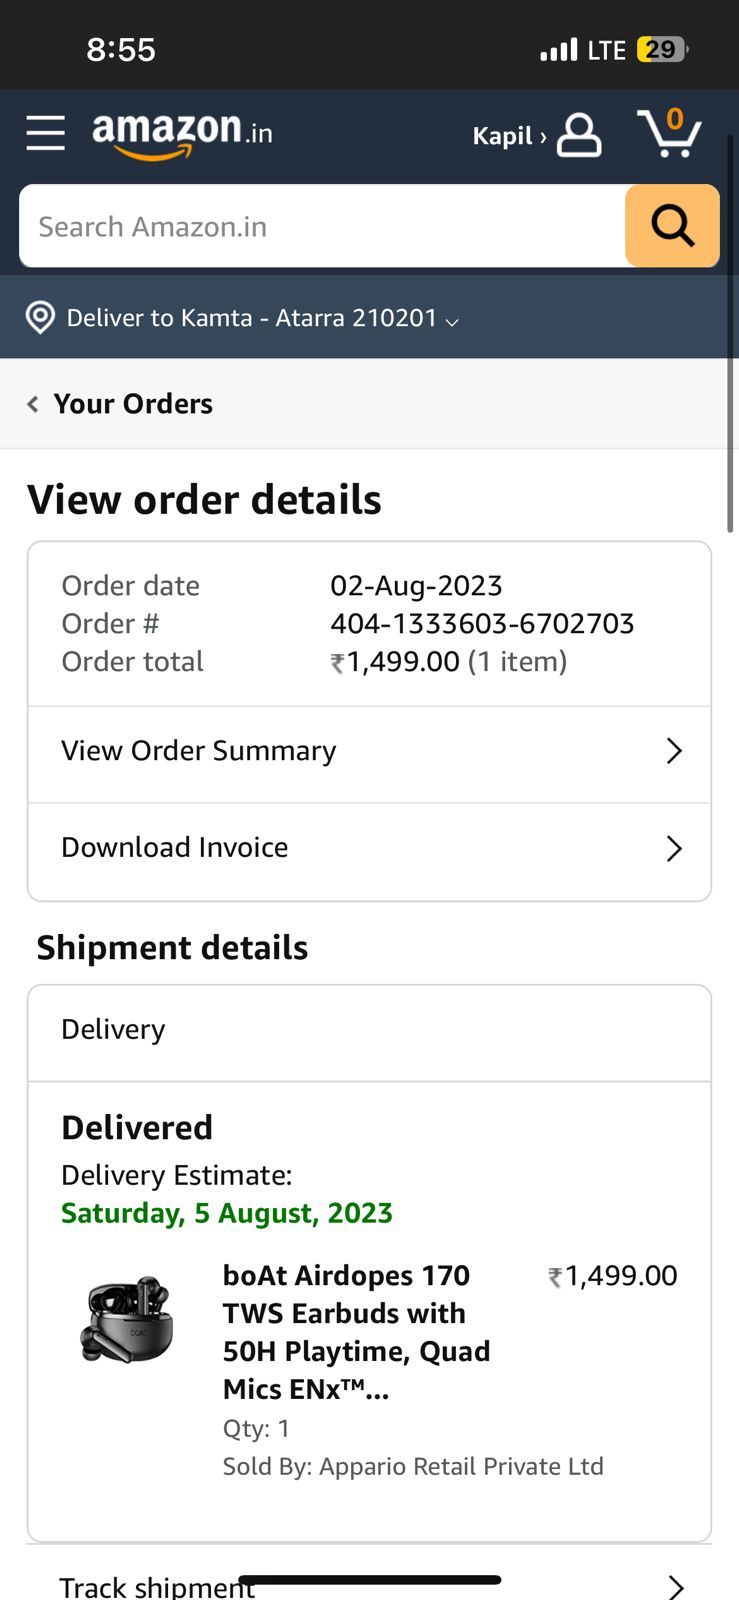 8:55
LTE 29
amazon.in
Kapil ›
0
Search Amazon.in
Deliver to Kamta - Atarra 210201
Your Orders
View order details
Order date 02-Aug-2023
Order # 404-1333603-6702703
Order total ₹1,499.00 (1 item)
View Order Summary
Download Invoice
Shipment details
Delivery
Delivered
Delivery Estimate:
Saturday, 5 August, 2023
boAt Airdopes 170 ₹1,499.00
TWS Earbuds with
50H Playtime, Quad
Mics ENx™...
Qty: 1
Sold By: Appario Retail Private Ltd
boAt
Track shipment